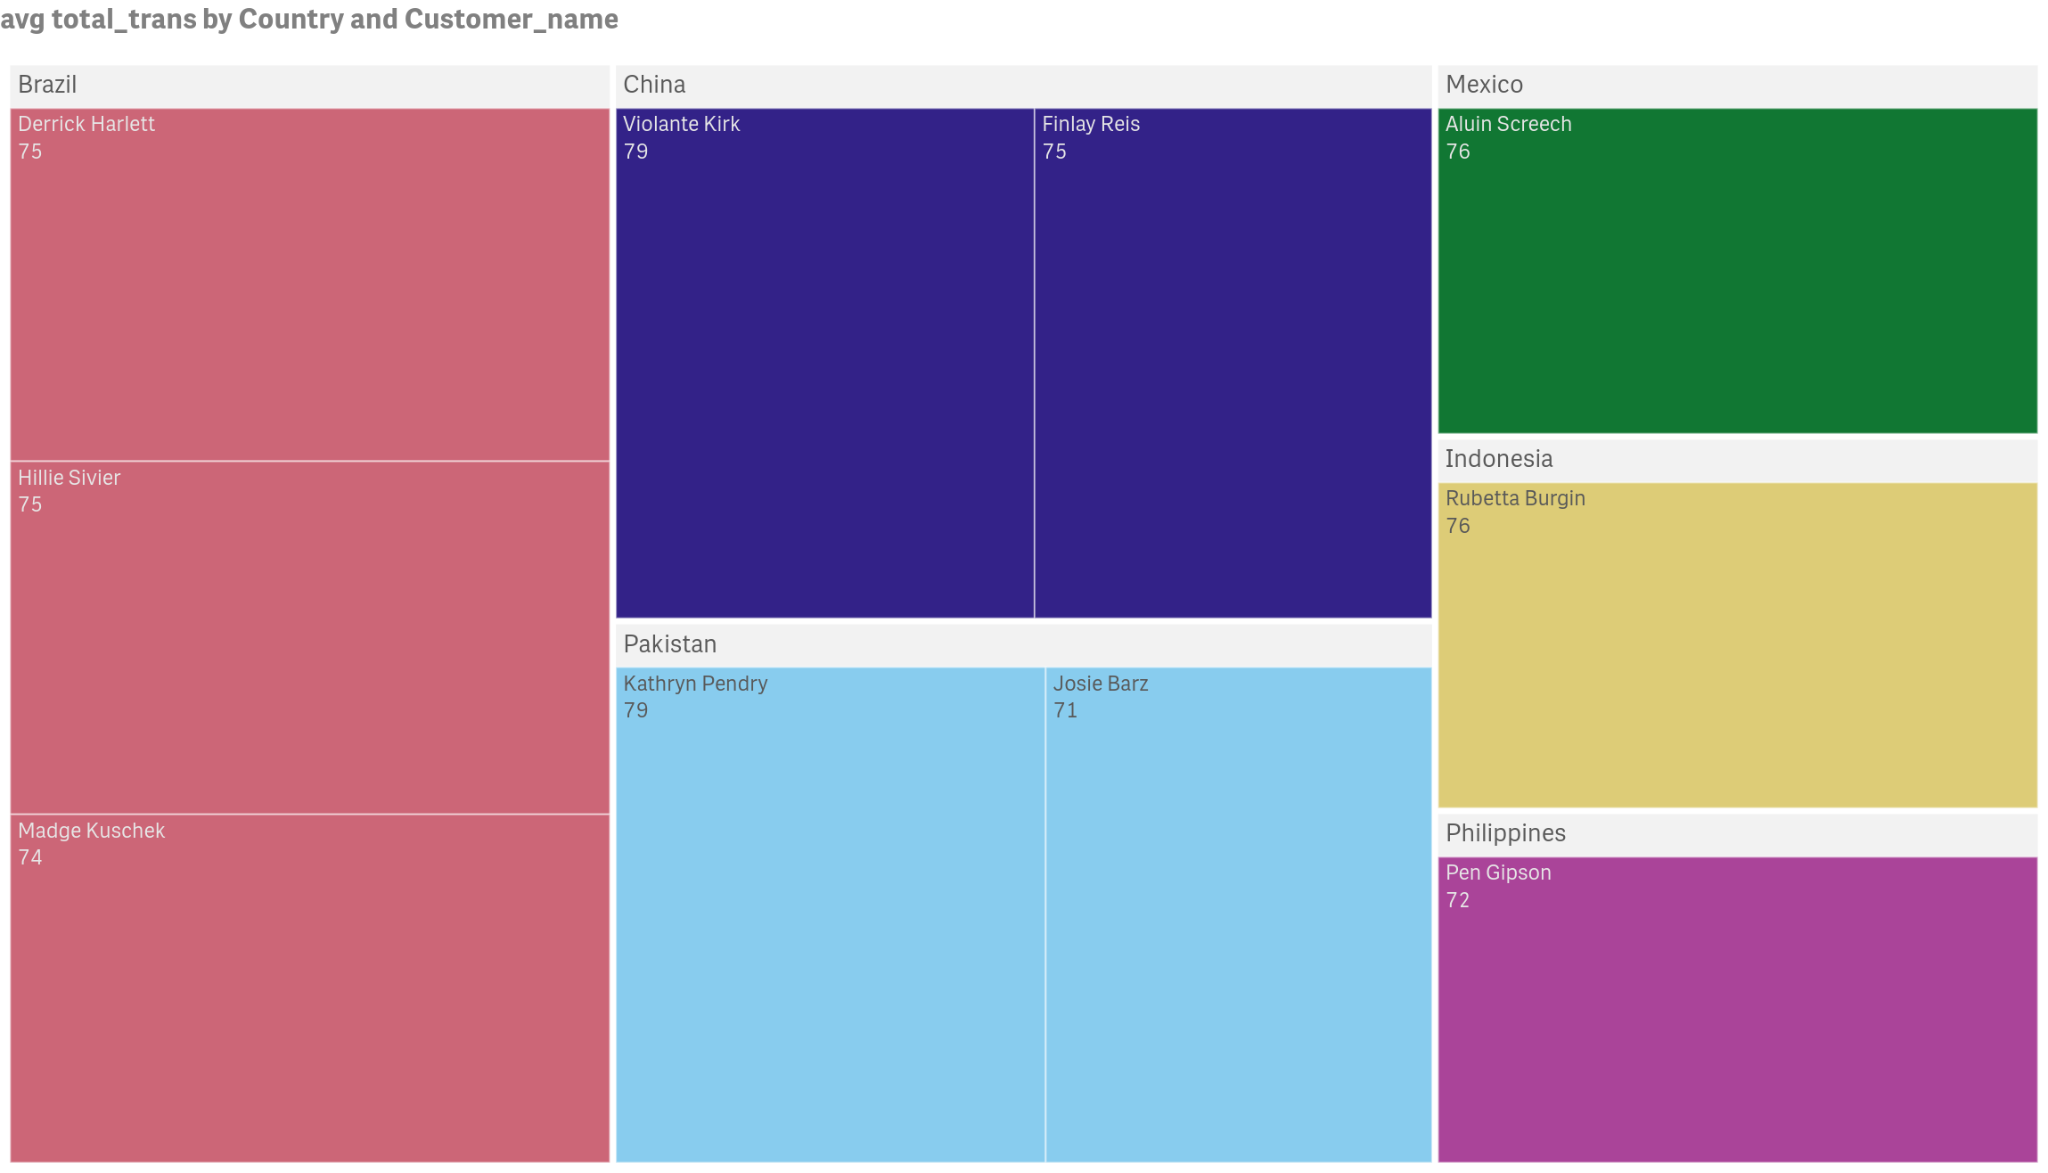 avg total_trans by Country and Customer_name
Brazil
Derrick Harlett
75
Hillie Sivier
75
Madge Kuschek
74
China
Violante Kirk
79
Finlay Reis
75
Pakistan
Kathryn Pendry
79
Josie Barz
71
Mexico
Aluin Screech
76
Indonesia
Rubetta Burgin
76
Philippines
Pen Gipson
72